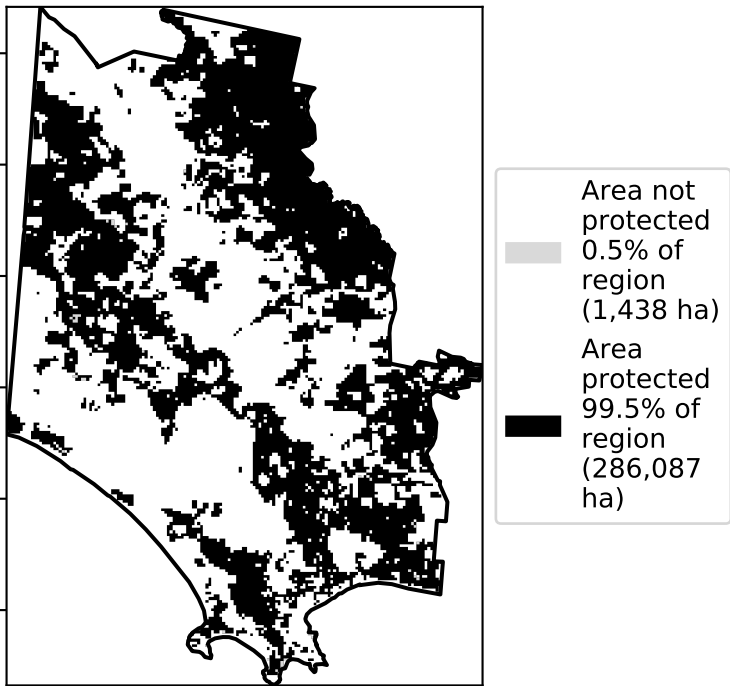 Area not
protected
0.5% of
region
(1,438 ha)
Area
protected
99.5% of
region
(286,087
ha)